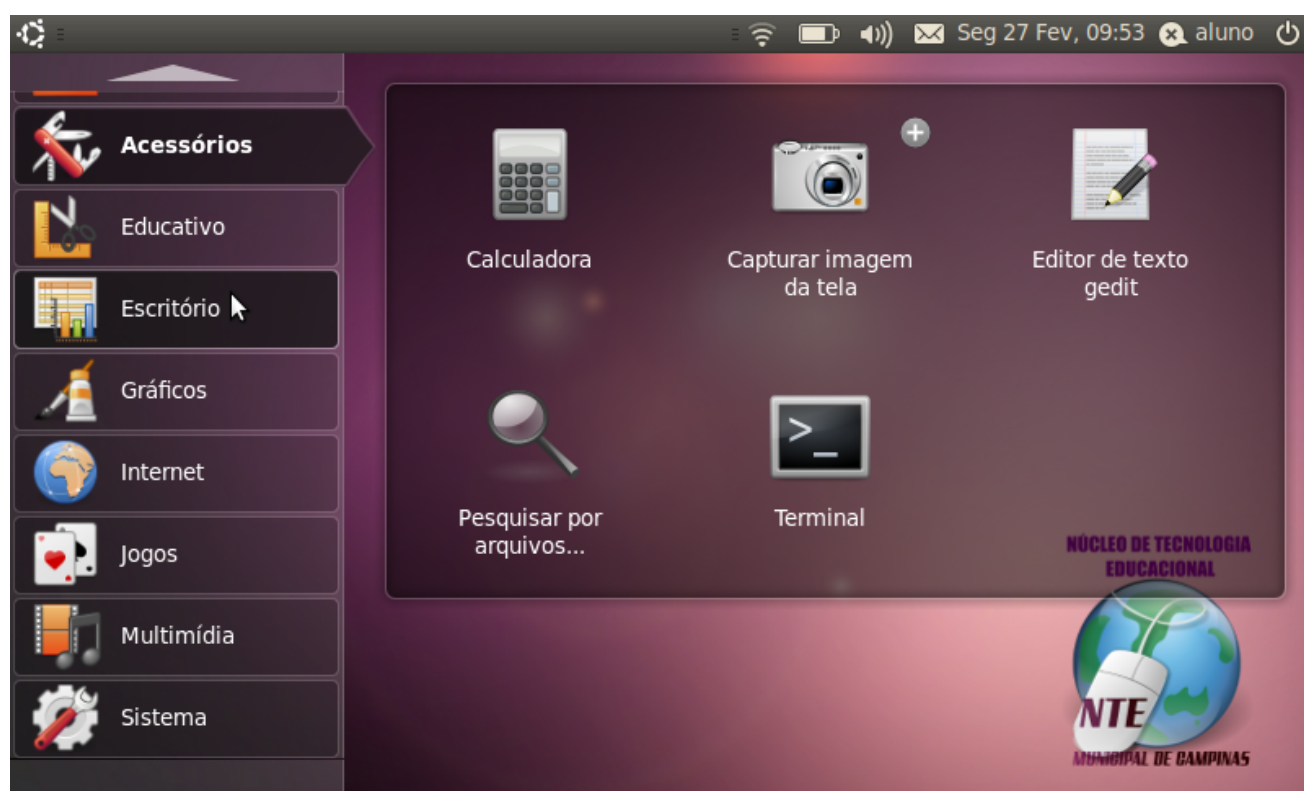 Seg 27 Fev, 09:53 aluno
Acessórios
Educativo
Escritório
Gráficos
Internet
Jogos
Multimídia
Sistema
Calculadora
Capturar imagem
da tela
Editor de texto
gedit
Pesquisar por
arquivos...
>_
Terminal
NÚCLEO DE TECNOLOGIA
EDUCACIONAL
NTE
MUNICIPAL DE CAMPINAS